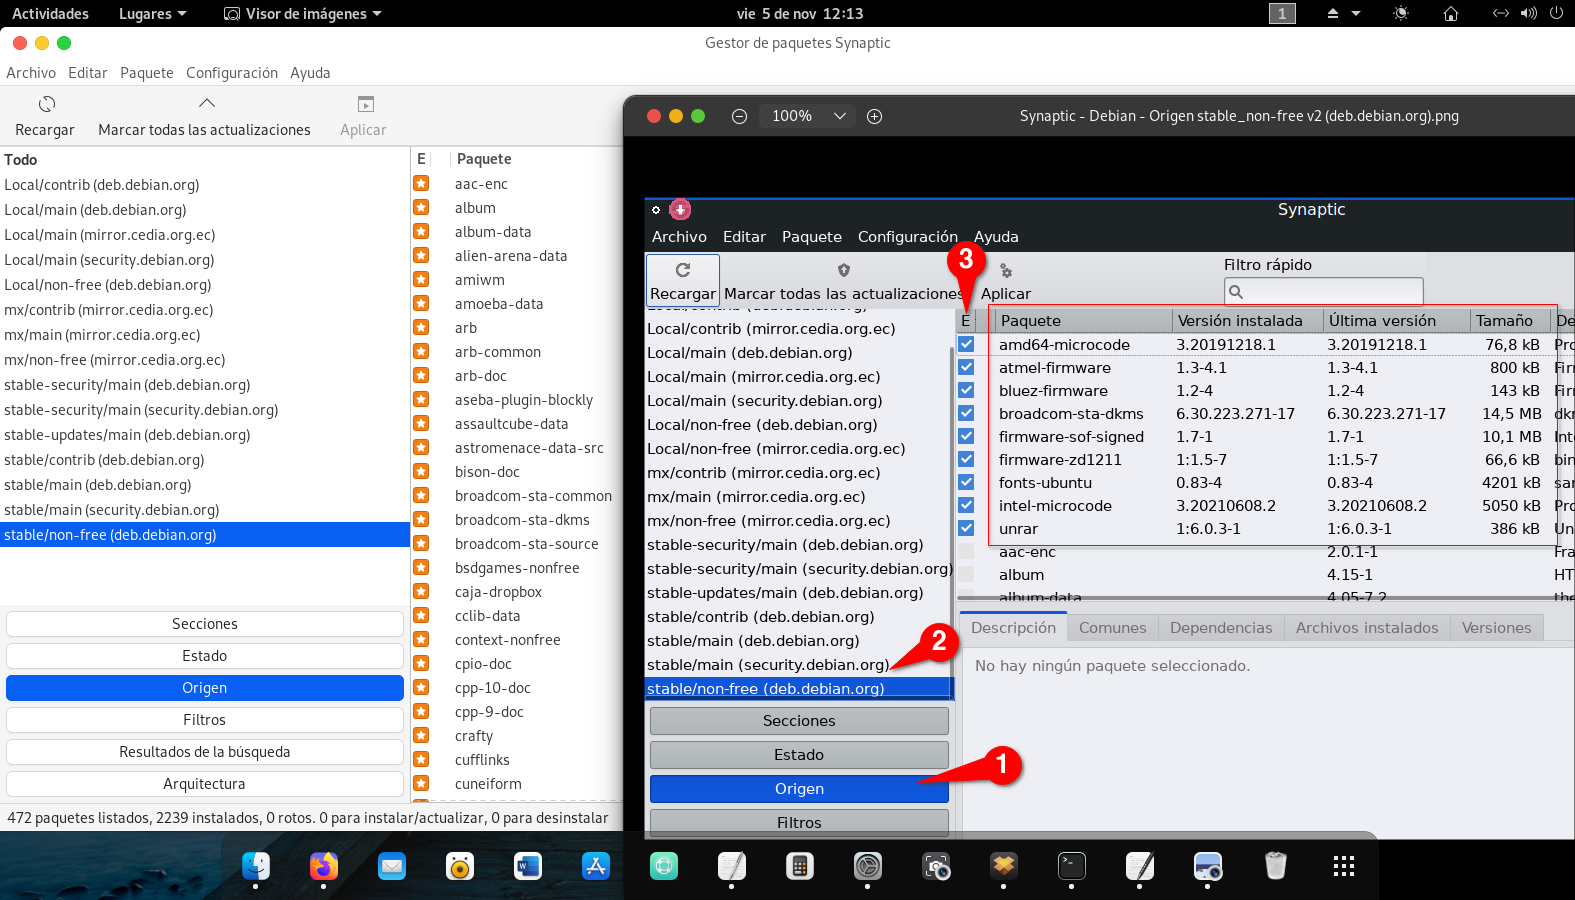 Actividades Lugares Visor de imágenes vie 5 de nov 12:13 1
Gestor de paquetes Synaptic
Archivo Editar Paquete Configuración Ayuda
Recargar Marcar todas las actualizaciones Aplicar
Todo
Local/contrib (deb.debian.org)
Local/main (deb.debian.org)
Local/main (mirror.cedia.org.ec)
Local/main (security.debian.org)
Local/non-free (deb.debian.org)
mx/contrib (mirror.cedia.org.ec)
mx/main (mirror.cedia.org.ec)
mx/non-free (mirror.cedia.org.ec)
stable-security/main (deb.debian.org)
stable-security/main (security.debian.org)
stable-updates/main (deb.debian.org)
stable/contrib (deb.debian.org)
stable/main (deb.debian.org)
stable/main (security.debian.org)
stable/non-free (deb.debian.org)
Secciones
Estado
Origen
Filtros
Resultados de la búsqueda
Arquitectura
E Paquete
aac-enc
album
album-data
alien-arena-data
amiwm
amoeba-data
arb
arb-common
arb-doc
aseba-plugin-blockly
assaultcube-data
astromenace-data-src
bison-doc
broadcom-sta-common
broadcom-sta-dkms
broadcom-sta-source
bsdgames-nonfree
caja-dropbox
cclib-data
context-nonfree
cpio-doc
cpp-10-doc
cpp-9-doc
crafty
cufflinks
cuneiform
472 paquetes listados, 2239 instalados, 0 rotos. 0 para instalar/actualizar, 0 para desinstalar
100% Synaptic - Debian - Origen stable_non-free v2 (deb.debian.org).png
Synaptic
Archivo Editar Paquete Configuración Ayuda
Recargar Marcar todas las actualizaciones Aplicar
Filtro rápido
3
Local/contrib (deb.debian.org)
Local/contrib (mirror.cedia.org.ec)
Local/main (deb.debian.org)
Local/main (mirror.cedia.org.ec)
Local/main (security.debian.org)
Local/non-free (deb.debian.org)
Local/non-free (mirror.cedia.org.ec)
mx/contrib (mirror.cedia.org.ec)
mx/main (mirror.cedia.org.ec)
mx/non-free (mirror.cedia.org.ec)
stable-security/main (deb.debian.org)
stable-security/main (security.debian.org)
stable-updates/main (deb.debian.org)
stable/contrib (deb.debian.org)
stable/main (deb.debian.org)
stable/main (security.debian.org)
stable/non-free (deb.debian.org)
2
Secciones
Estado
Origen
Filtros
1
E Paquete Versión instalada Última versión Tamaño De
amd64-microcode 3.20191218.1 3.20191218.1 76,8 kB Pro
atmel-firmware 1.3-4.1 1.3-4.1 800 kB Firr
bluez-firmware 1.2-4 1.2-4 143 kB Firr
broadcom-sta-dkms 6.30.223.271-17 6.30.223.271-17 14,5 MB dkr
firmware-sof-signed 1.7-1 1.7-1 10,1 MB Inte
firmware-zd1211 1:1.5-7 1:1.5-7 66,6 kB bin
fonts-ubuntu 0.83-4 0.83-4 4201 kB sar
intel-microcode 3.20210608.2 3.20210608.2 5050 kB Pro
unrar 1:6.0.3-1 1:6.0.3-1 386 kB Un
aac-enc 2.0.1-1 Fra
album 4.15-1 HT
album-data 4.05-7.2 the
Descripción Comunes Dependencias Archivos instalados Versiones
No hay ningún paquete seleccionado.